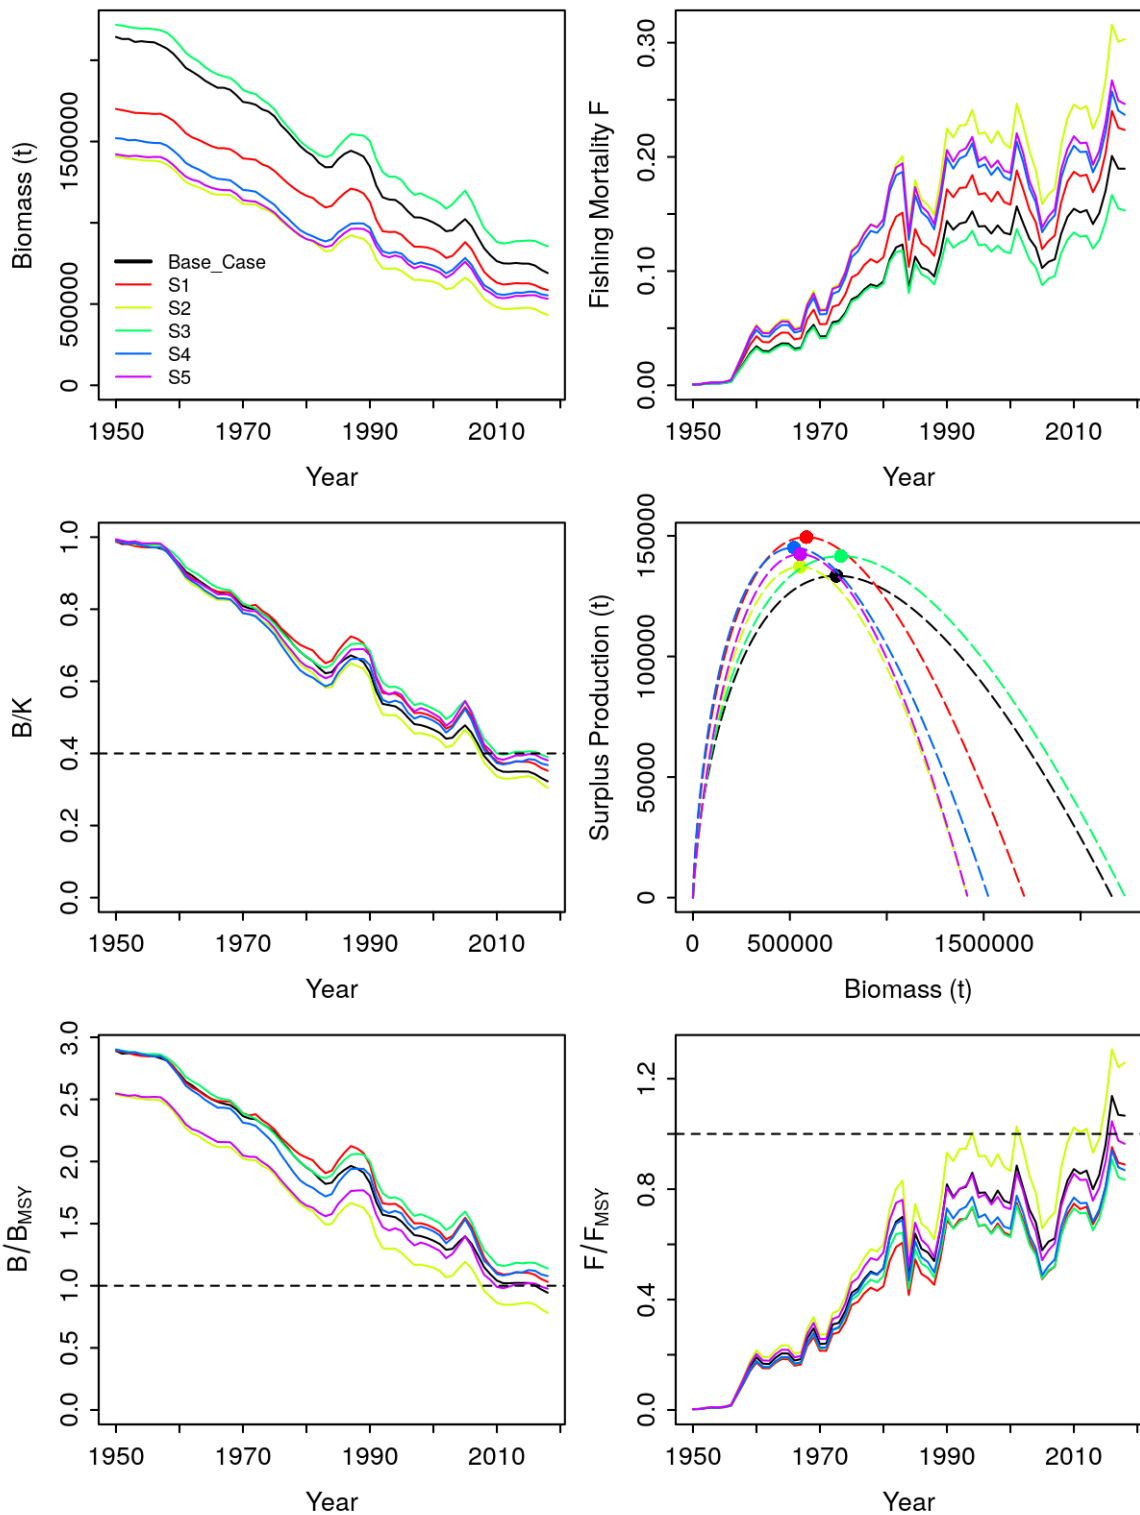 Biomass (t)
0
500000
1500000
Base_Case
S1
S2
S3
S4
S5
1950
1970
1990
2010
Year
Fishing Mortality F
0.00
0.10
0.20
0.30
1950
1970
1990
2010
Year
B/K
0.0
0.2
0.4
0.6
0.8
1.0
1950
1970
1990
2010
Year
Surplus Production (t)
0
50000
100000
150000
0
500000
1500000
Biomass (t)
B/BMSY
0.0
0.5
1.0
1.5
2.0
2.5
3.0
1950
1970
1990
2010
Year
F/FMSY
0.0
0.4
0.8
1.2
1950
1970
1990
2010
Year